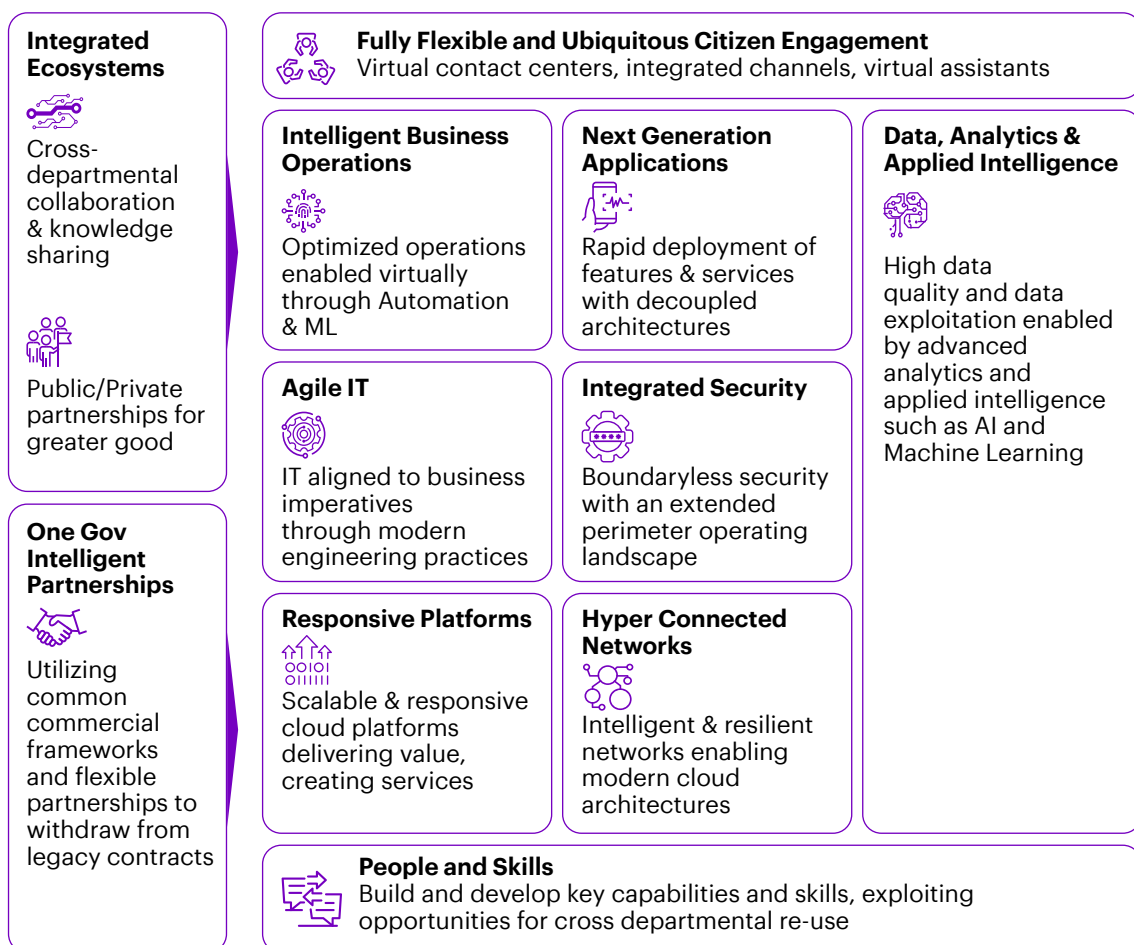 Integrated
Ecosystems
Cross-
departmental
collaboration
& knowledge
sharing
Public/Private
partnerships for
greater good
One Gov
Intelligent
Partnerships
Utilizing
common
commercial
frameworks
and flexible
partnerships to
withdraw from
legacy contracts
Fully Flexible and Ubiquitous Citizen Engagement
Virtual contact centers, integrated channels, virtual assistants
Intelligent Business
Operations
Optimized operations
enabled virtually
through Automation
& ML
Next Generation
Applications
Rapid deployment of
features & services
with decoupled
architectures
Data, Analytics &
Applied Intelligence
High data
quality and data
exploitation enabled
by advanced
analytics and
applied intelligence
such as AI and
Machine Learning
Agile IT
IT aligned to business
imperatives
through modern
engineering practices
Integrated Security
Boundaryless security
with an extended
perimeter operating
landscape
Responsive Platforms
00101
011111
Scalable & responsive
cloud platforms
delivering value,
creating services
Hyper Connected
Networks
Intelligent & resilient
networks enabling
modern cloud
architectures
People and Skills
Build and develop key capabilities and skills, exploiting
opportunities for cross departmental re-use